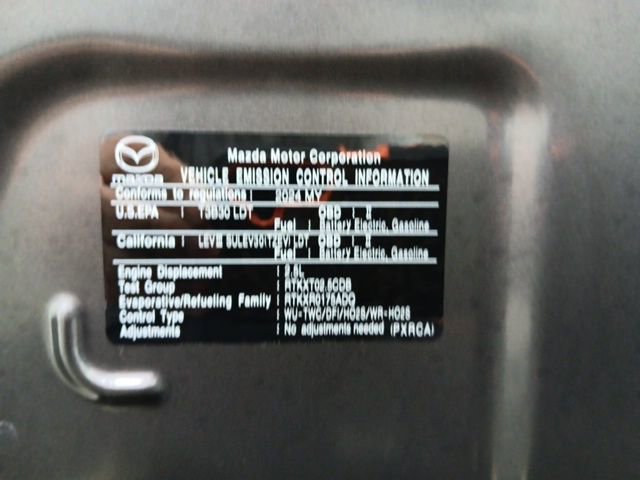 Mazda Motor Corporation
mazda VEHICLE EMISSION CONTROL INFORMATION
Conforms to regulations : 2024 MY
U.S.EPA : T3B30 LDT OBD : II
Fuel : Battery Electric, Gasoline
California : OBD : II
Fuel : Battery Electric, Gasoline
Engine Displacement : 2.5L
Test Group : RTKXT02.5CDB
Evaporative/Refueling Family :
Control Type : WU-TWC/DFI/HO2S/WR-HO2S
Adjustments : No adjustments needed (PXRCA)